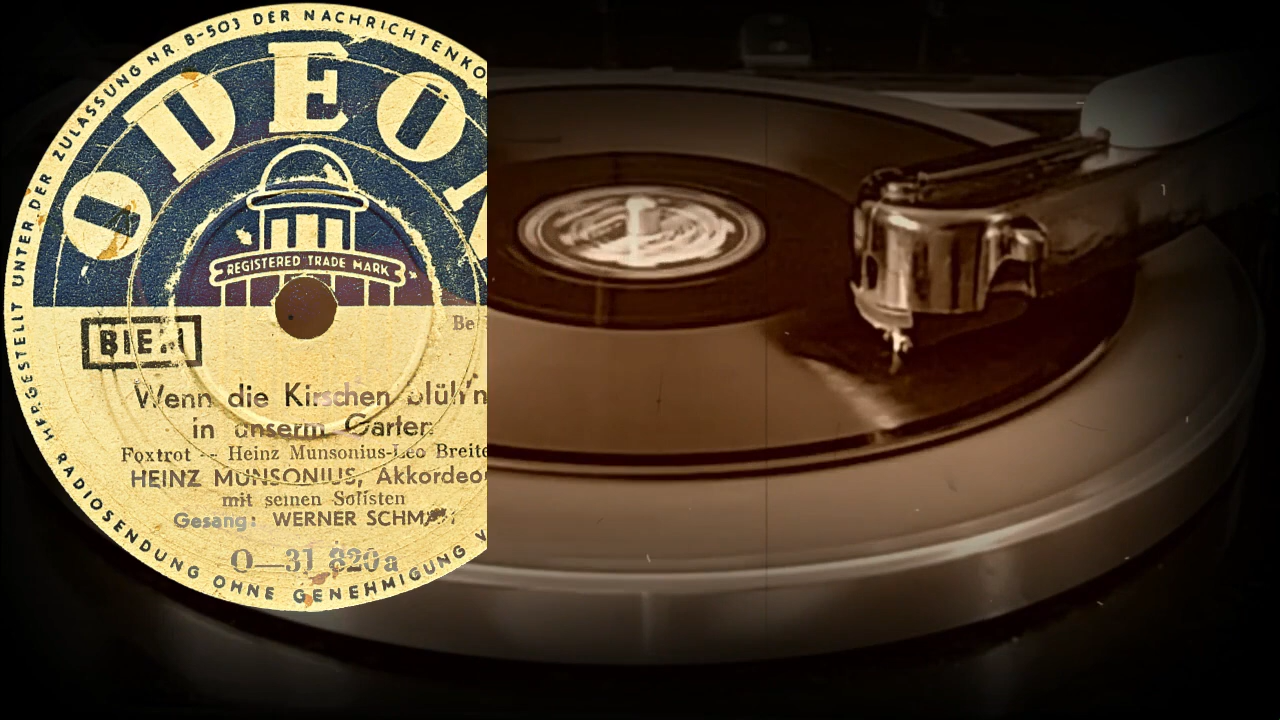 HERGESTELLT UNTER DER ZULASSUNG NR. B-503 DER NACHRICHTENKO
ODEO
REGISTERED TRADE MARK
BIEM
Be
Wenn die Kirschen blüh'n
in unserm Garten
Foxtrot -- Heinz Munsonius-Leo Breite
HEINZ MUNSONIUS, Akkordeo
mit seinen Solisten
Gesang: WERNER SCHM
O—31 820a
RADIOSENDUNG OHNE GENEHMIGUNG V